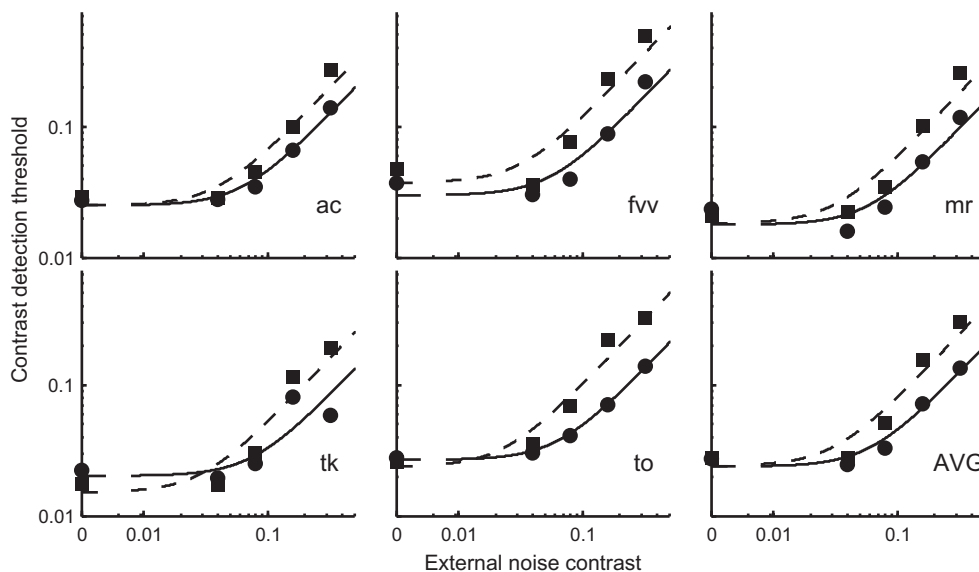 Contrast detection threshold
0.1
0.01
ac
fvv
mr
0.1
0.01
tk
to
AVG
0 0.01 0.1
0 0.01 0.1
0 0.01 0.1
External noise contrast